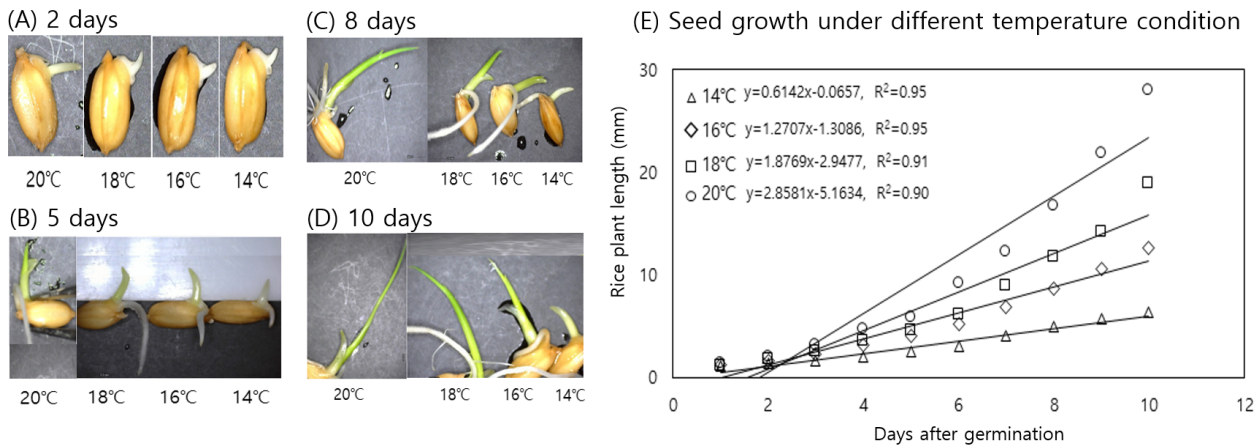 (A) 2 days
20℃ 18℃ 16℃ 14℃
(B) 5 days
20℃ 18℃ 16℃ 14℃
(C) 8 days
20℃ 18℃ 16℃ 14℃
(D) 10 days
20℃ 18℃ 16℃ 14℃
(E) Seed growth under different temperature condition
Rice plant length (mm)
30
20
10
0
14℃ y=0.6142x-0.0657, R²=0.95
16℃ y=1.2707x-1.3086, R²=0.95
18℃ y=1.8769x-2.9477, R²=0.91
20℃ y=2.8581x-5.1634, R²=0.90
0 2 4 6 8 10 12
Days after germination